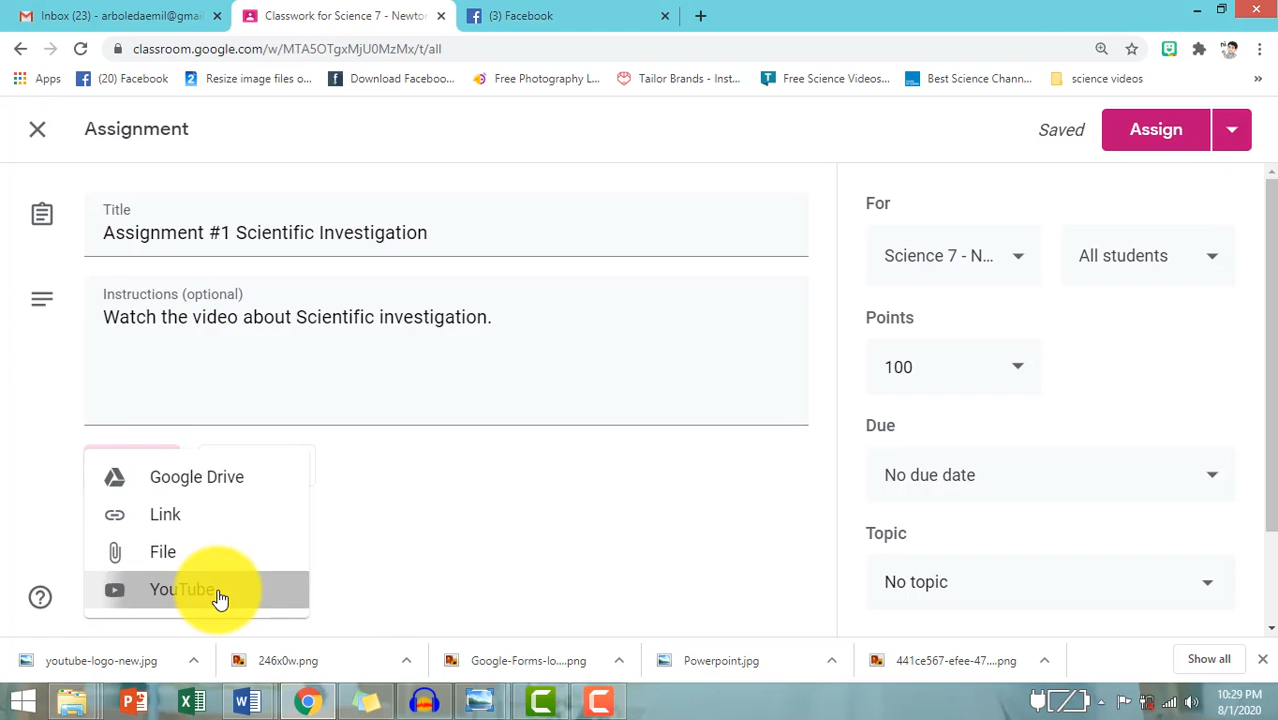 Inbox (23) - arboledaemil@gmai
Classwork for Science 7 - Newto
(3) Facebook
classroom.google.com/w/MTA5OTgxMjU0MzMx/t/all
Apps
(20) Facebook
Resize image files o...
Download Faceboo...
Free Photography L...
Tailor Brands - Inst...
Free Science Videos...
Best Science Chann...
science videos
Assignment
Saved
Assign
Title
Assignment #1 Scientific Investigation
Instructions (optional)
Watch the video about Scientific investigation.
Google Drive
Link
File
YouTube
For
Science 7 - N...
All students
Points
100
Due
No due date
Topic
No topic
youtube-logo-new.jpg
246x0w.png
Google-Forms-lo....png
Powerpoint.jpg
441ce567-efee-47....png
Show all
10:29 PM
8/1/2020